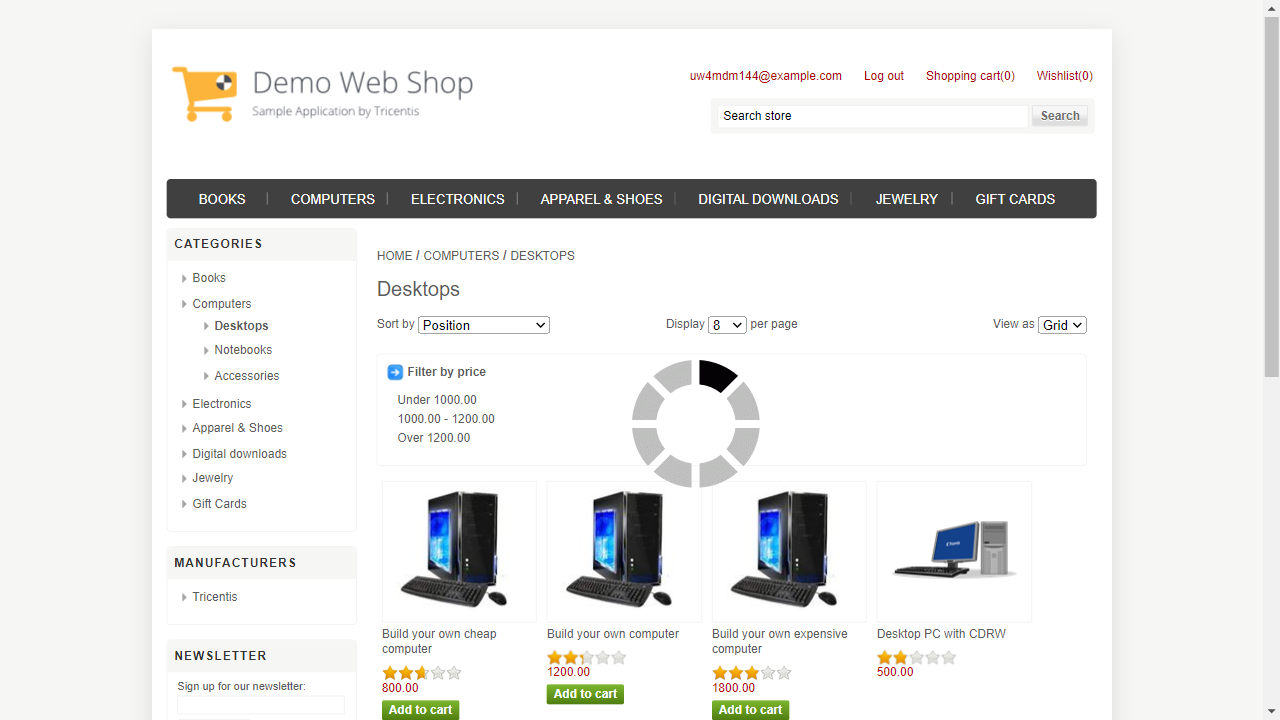 Demo Web Shop
Sample Application by Tricentis
uw4mdm144@example.com Log out Shopping cart(0) Wishlist(0)
Search store Search
BOOKS COMPUTERS ELECTRONICS APPAREL & SHOES DIGITAL DOWNLOADS JEWELRY GIFT CARDS
CATEGORIES
Books
Computers
Desktops
Notebooks
Accessories
Electronics
Apparel & Shoes
Digital downloads
Jewelry
Gift Cards
MANUFACTURERS
Tricentis
NEWSLETTER
Sign up for our newsletter:
HOME / COMPUTERS / DESKTOPS
Desktops
Sort by Position Display 8 per page View as Grid
Filter by price
Under 1000.00
1000.00 - 1200.00
Over 1200.00
Build your own cheap
computer
800.00
Add to cart
Build your own computer
1200.00
Add to cart
Build your own expensive
computer
1800.00
Add to cart
Desktop PC with CDRW
500.00